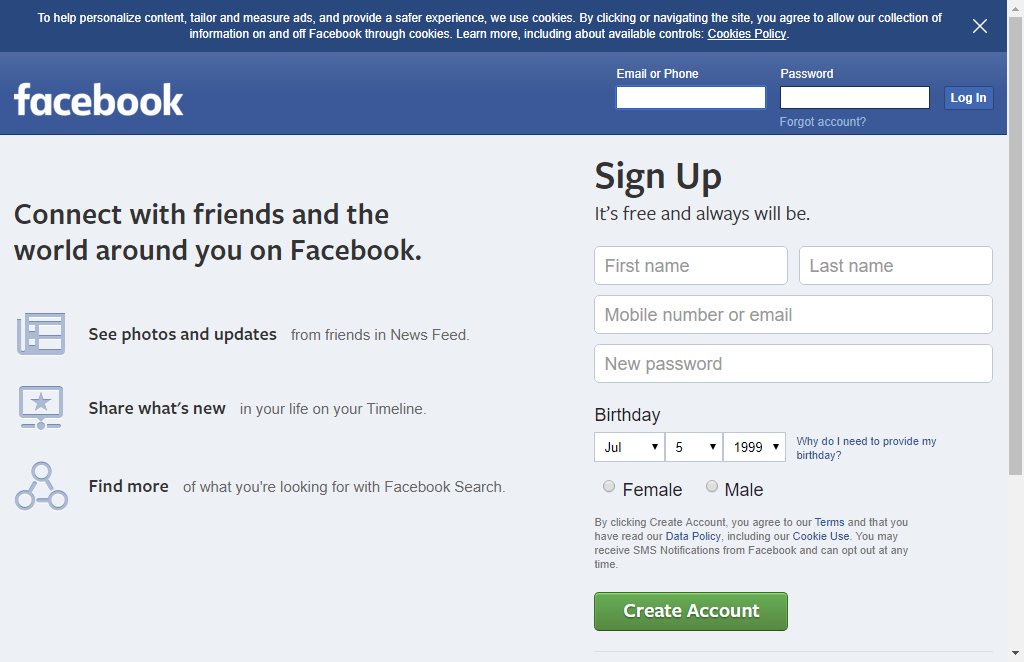 To help personalize content, tailor and measure ads, and provide a safer experience, we use cookies. By clicking or navigating the site, you agree to allow our collection of
information on and off Facebook through cookies. Learn more, including about available controls: Cookies Policy.
facebook
Email or Phone
Password
Log In
Forgot account?
Connect with friends and the
world around you on Facebook.
See photos and updates from friends in News Feed.
Share what's new in your life on your Timeline.
Find more of what you're looking for with Facebook Search.
Sign Up
It's free and always will be.
First name
Last name
Mobile number or email
New password
Birthday
Jul 5 1999
Why do I need to provide my
birthday?
Female Male
By clicking Create Account, you agree to our Terms and that you
have read our Data Policy, including our Cookie Use. You may
receive SMS Notifications from Facebook and can opt out at any
time.
Create Account